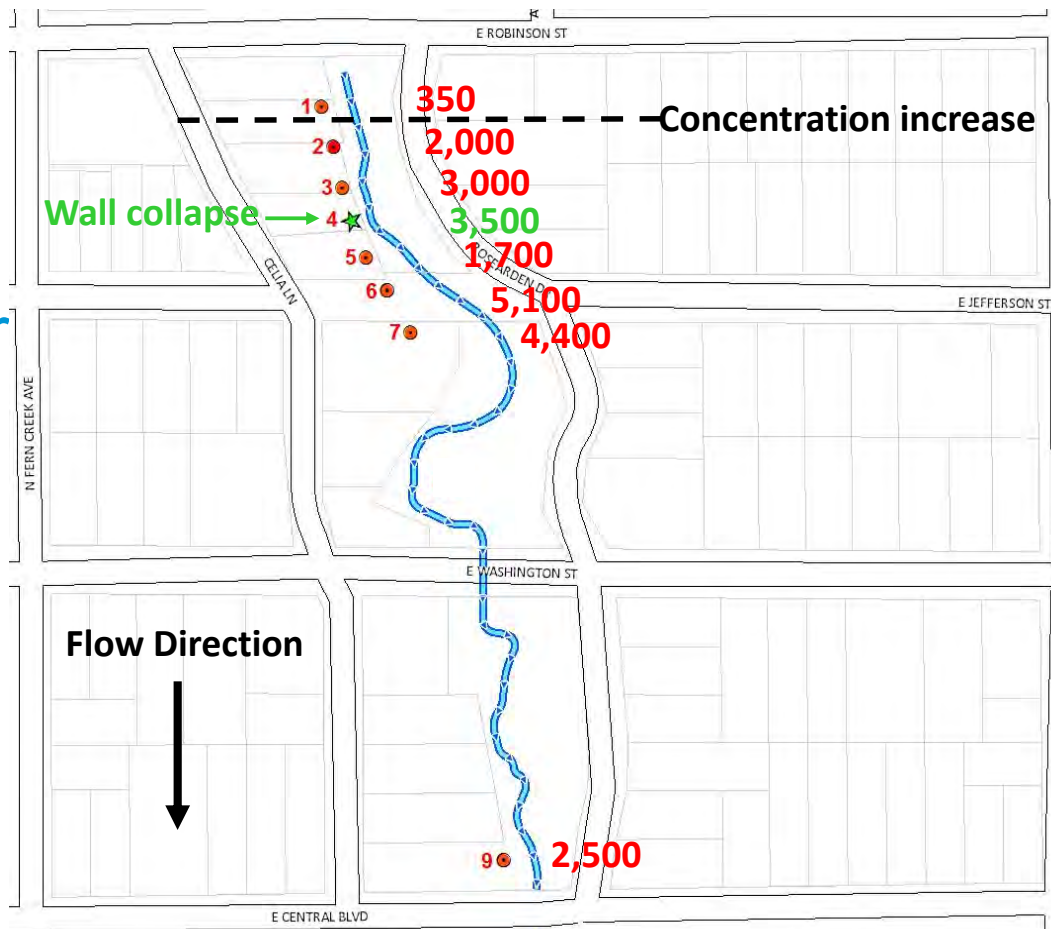 E ROBINSON ST
1
350
Concentration increase
2
2,000
3
3,000
Wall collapse
4
3,500
5
1,700
CELIA LN
6
5,100
E JEFFERSON ST
7
4,400
N FERN CREEK AVE
E WASHINGTON ST
Flow Direction
9
2,500
E CENTRAL BLVD